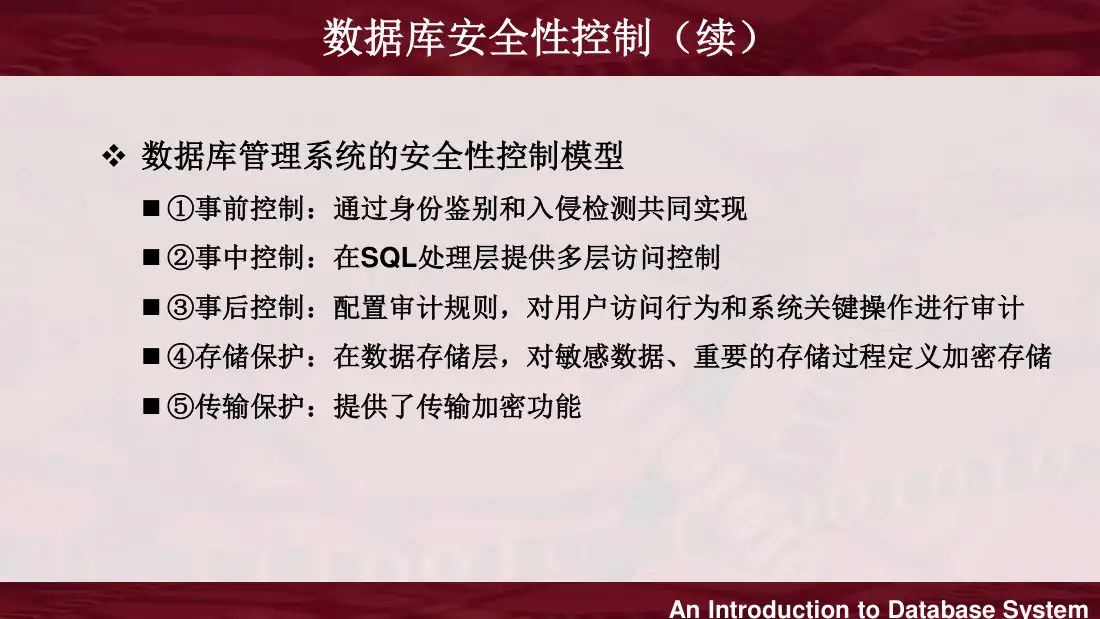 数据库安全性控制（续）
❖ 数据库管理系统的安全性控制模型
■ ①事前控制：通过身份鉴别和入侵检测共同实现
■ ②事中控制：在SQL处理层提供多层访问控制
■ ③事后控制：配置审计规则，对用户访问行为和系统关键操作进行审计
■ ④存储保护：在数据存储层，对敏感数据、重要的存储过程定义加密存储
■ ⑤传输保护：提供了传输加密功能
An Introduction to Database System